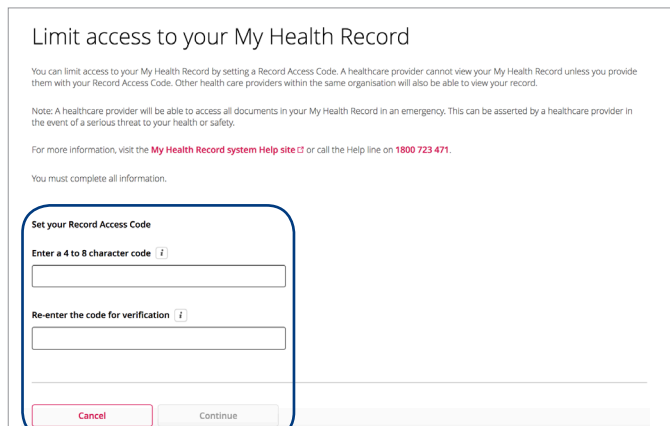 Limit access to your My Health Record
You can limit access to your My Health Record by setting a Record Access Code. A healthcare provider cannot view your My Health Record unless you provide
them with your Record Access Code. Other health care providers within the same organisation will also be able to view your record.
Note: A healthcare provider will be able to access all documents in your My Health Record in an emergency. This can be asserted by a healthcare provider in
the event of a serious threat to your health or safety.
For more information, visit the My Health Record system Help site or call the Help line on 1800 723 471.
You must complete all information.
Set your Record Access Code
Enter a 4 to 8 character code i
Re-enter the code for verification i
Cancel Continue